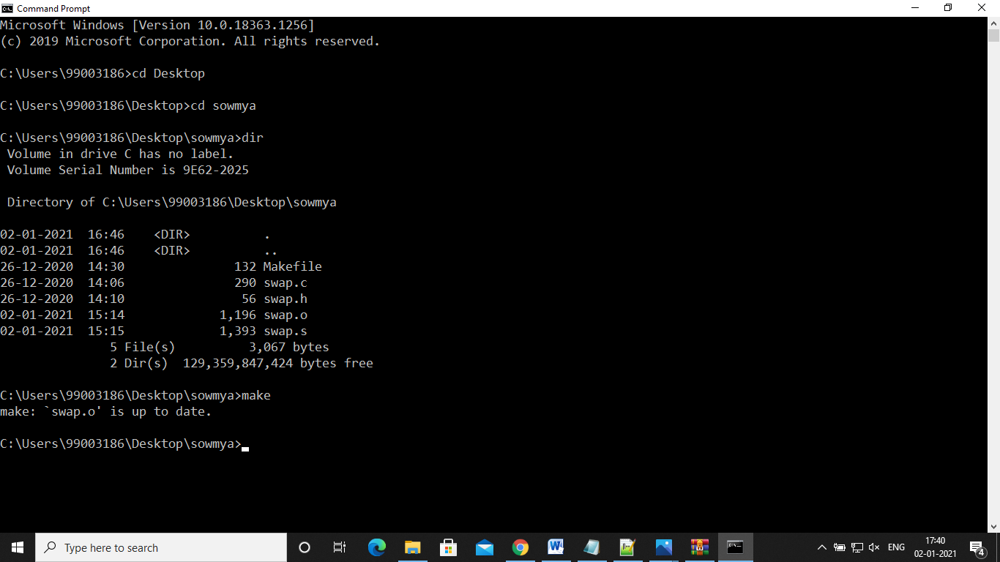 Command Prompt
Microsoft Windows [Version 10.0.18363.1256]
(c) 2019 Microsoft Corporation. All rights reserved.
C:\Users\99003186>cd Desktop
C:\Users\99003186\Desktop>cd sowmya
C:\Users\99003186\Desktop\sowmya>dir
Volume in drive C has no label.
Volume Serial Number is 9E62-2025
Directory of C:\Users\99003186\Desktop\sowmya
02-01-2021  16:46    <DIR>          .
02-01-2021  16:46    <DIR>          ..
26-12-2020  14:30               132 Makefile
26-12-2020  14:06               290 swap.c
26-12-2020  14:10                56 swap.h
02-01-2021  15:14             1,196 swap.o
02-01-2021  15:15             1,393 swap.s
5 File(s)          3,067 bytes
2 Dir(s)  129,359,847,424 bytes free
C:\Users\99003186\Desktop\sowmya>make
make: `swap.o' is up to date.
C:\Users\99003186\Desktop\sowmya>
Type here to search
ENG
17:40
02-01-2021
4